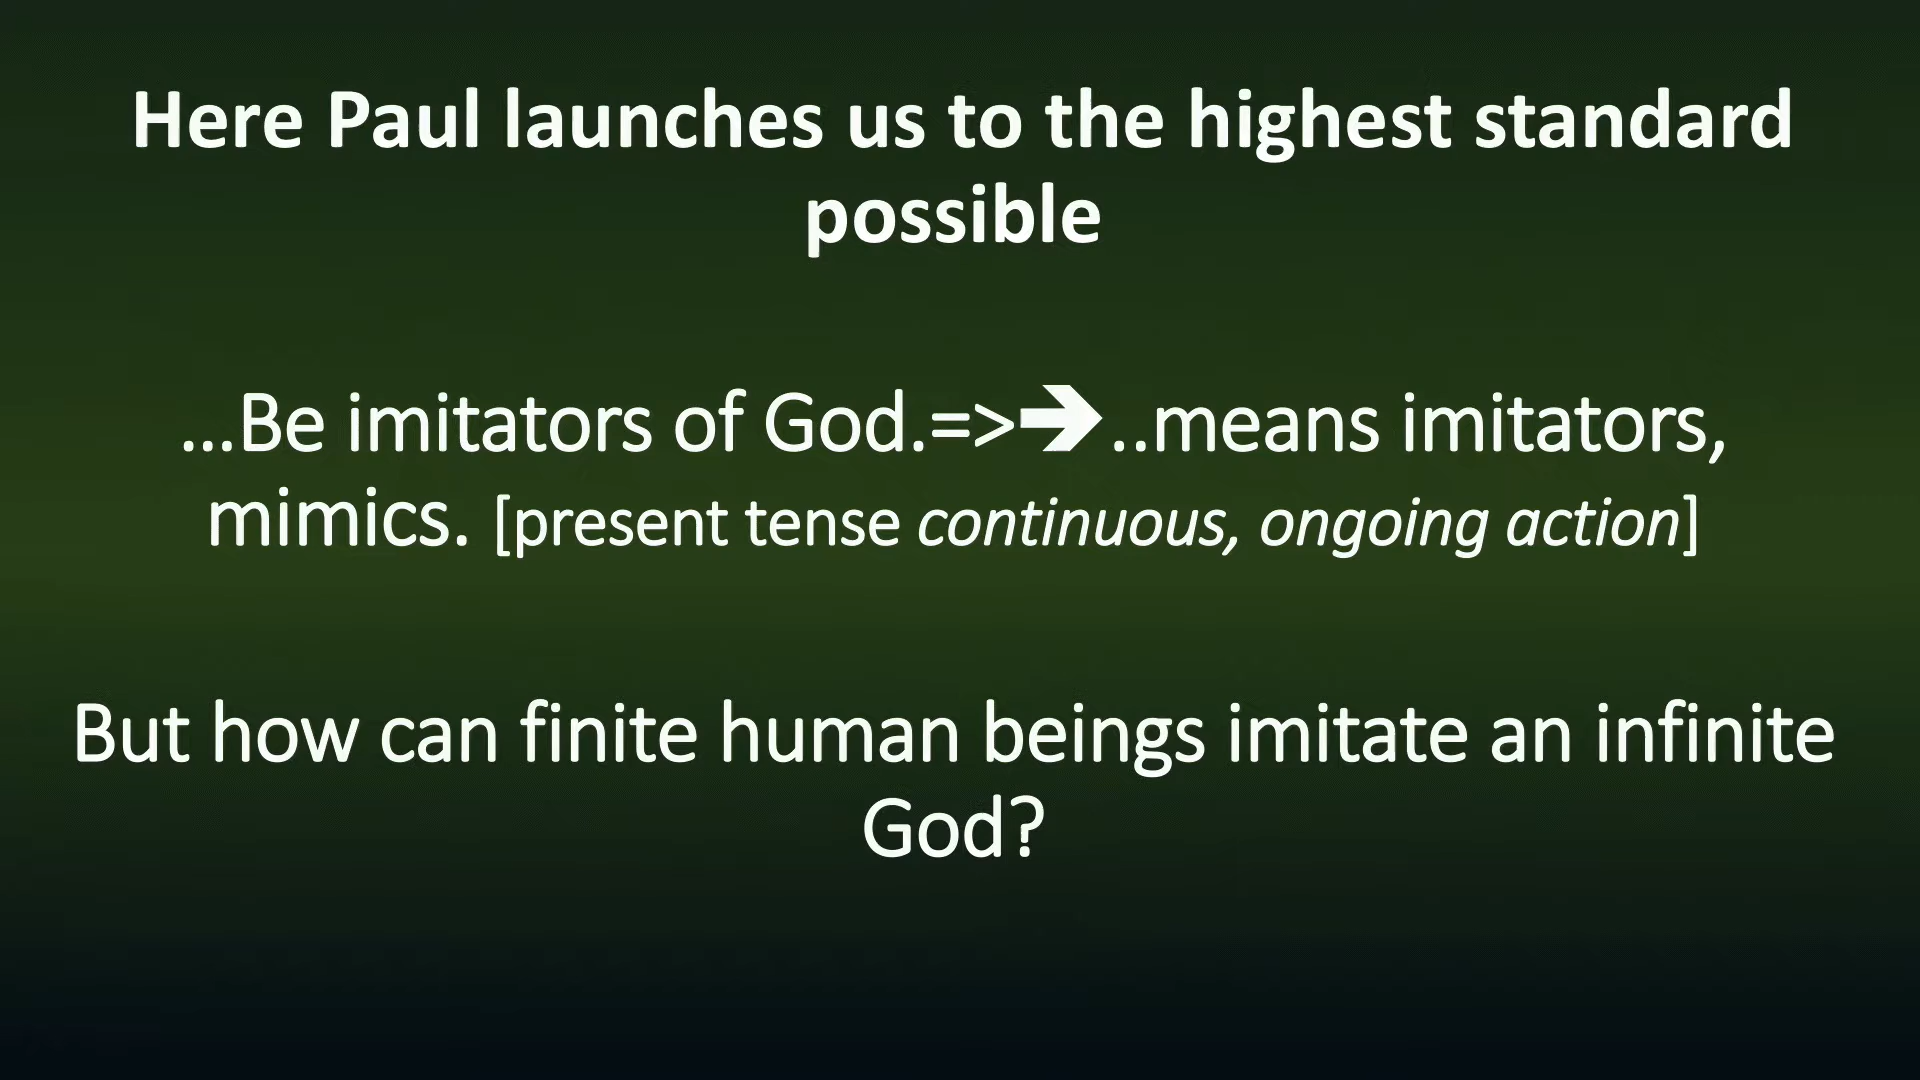 Here Paul launches us to the highest standard
possible
...Be imitators of God.=>🡺..means imitators,
mimics. [present tense continuous, ongoing action]
But how can finite human beings imitate an infinite
God?